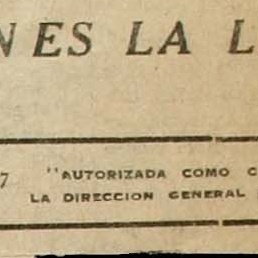 NES LA L
7 "AUTORIZADA COMO C
LA DIRECCION GENERAL